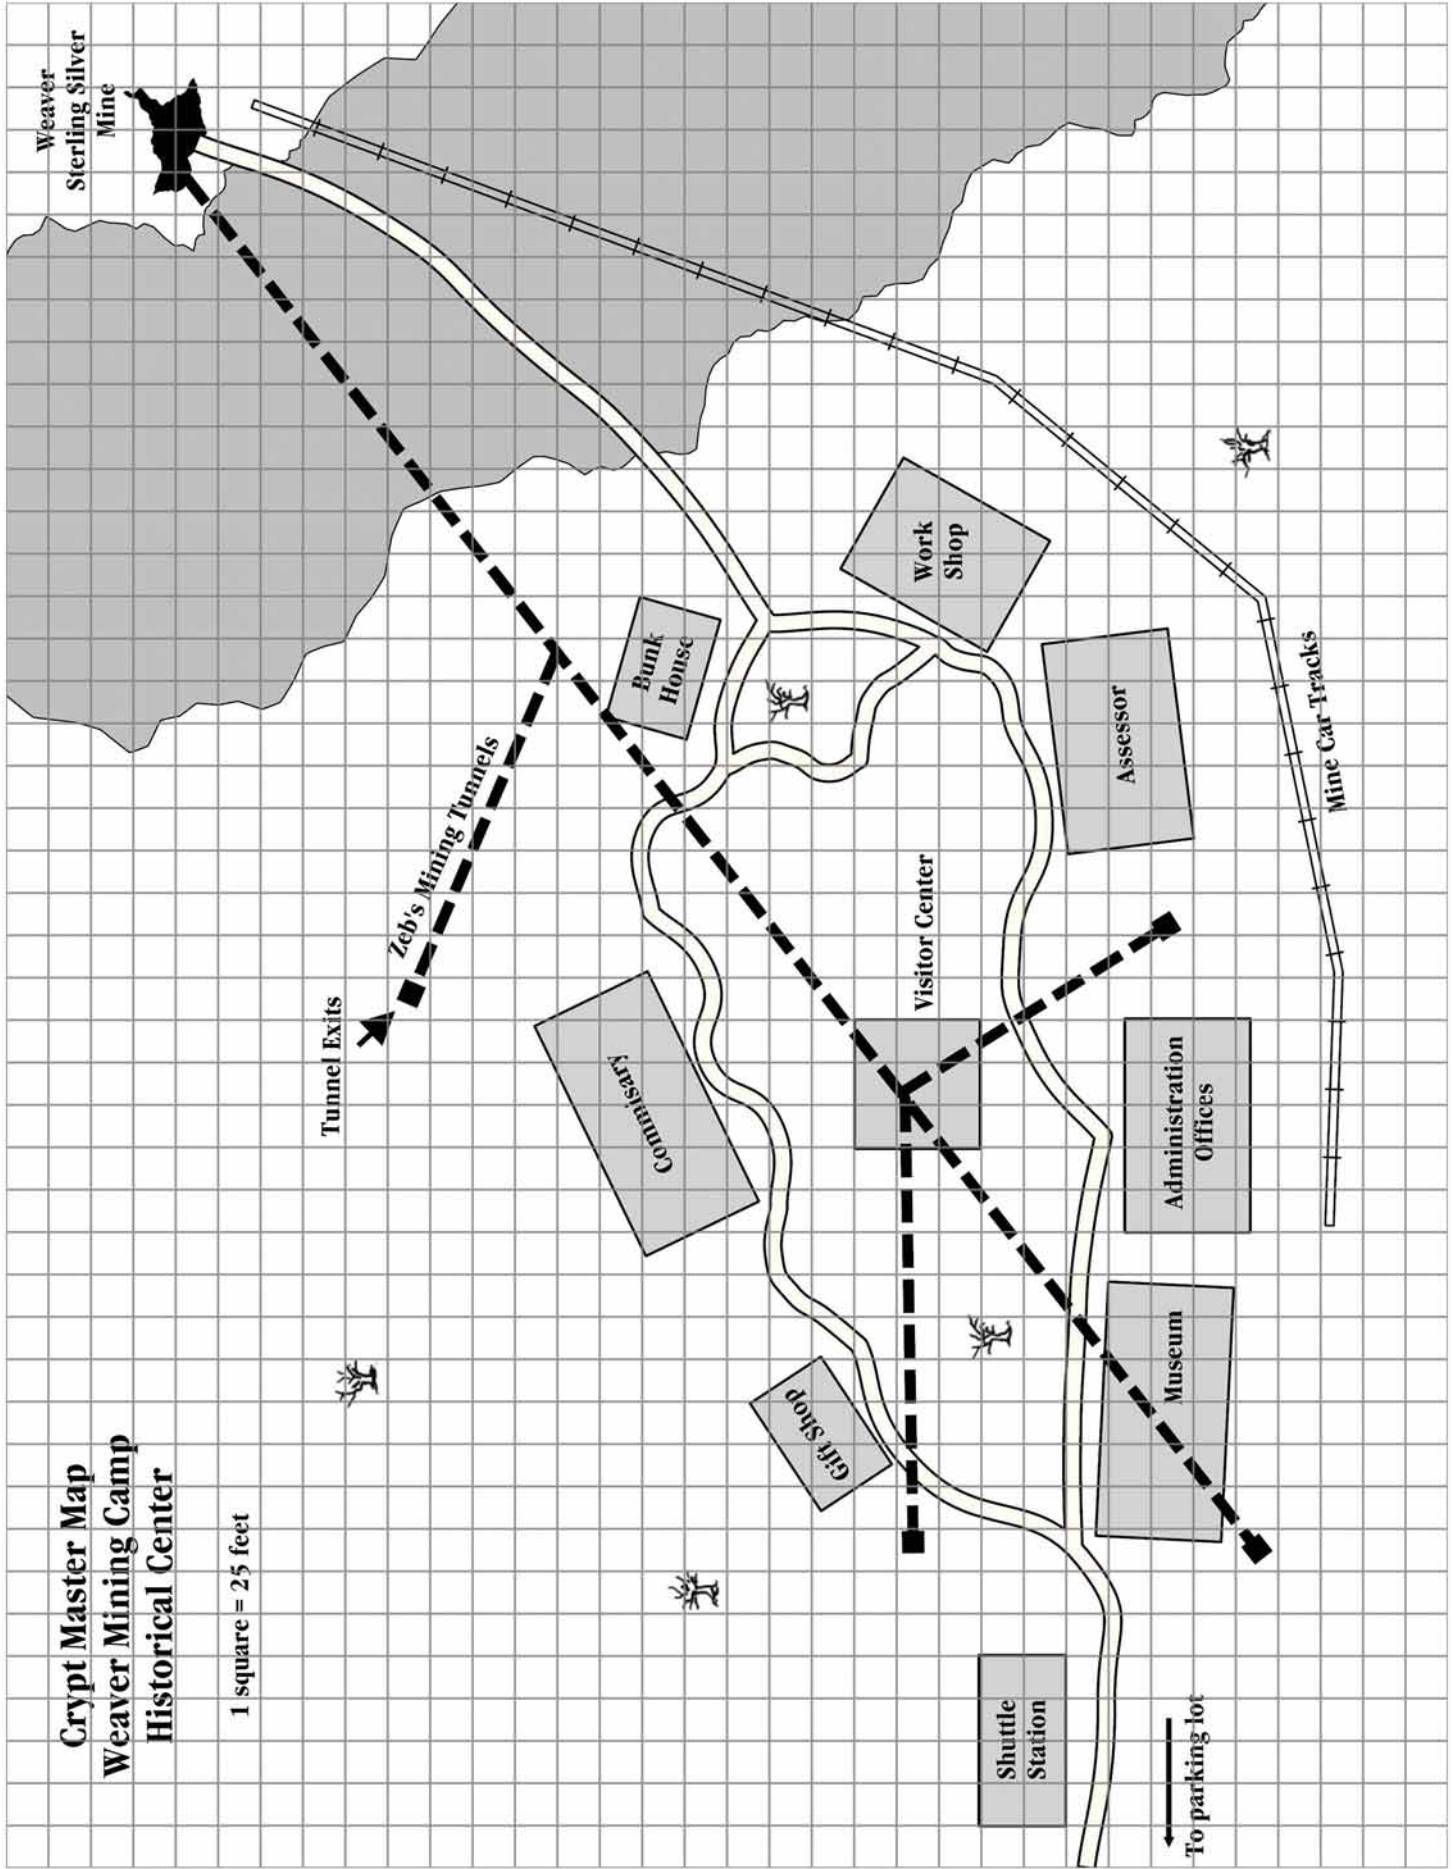 Crypt Master Map
Weaver Mining Camp
Historical Center
1 square = 25 feet
Weaver
Sterling Silver
Mine
Tunnel Exits
Zeb's Mining Tunnels
Bunk
House
Commisary
Gift Shop
Work
Shop
Visitor Center
Shuttle
Station
Assessor
Administration
Offices
Museum
To parking lot
Mine Car Tracks